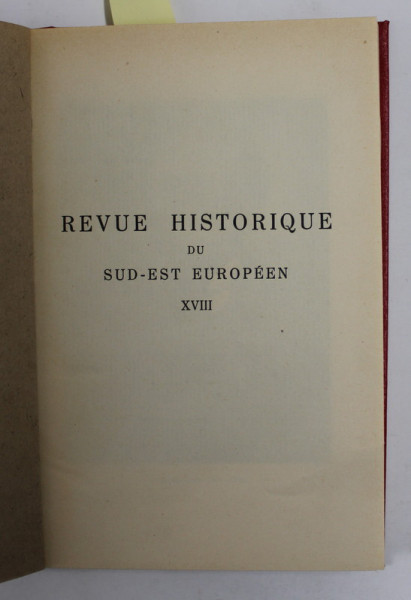 REVUE HISTORIQUE
DU
SUD-EST EUROPÉEN
XVIII